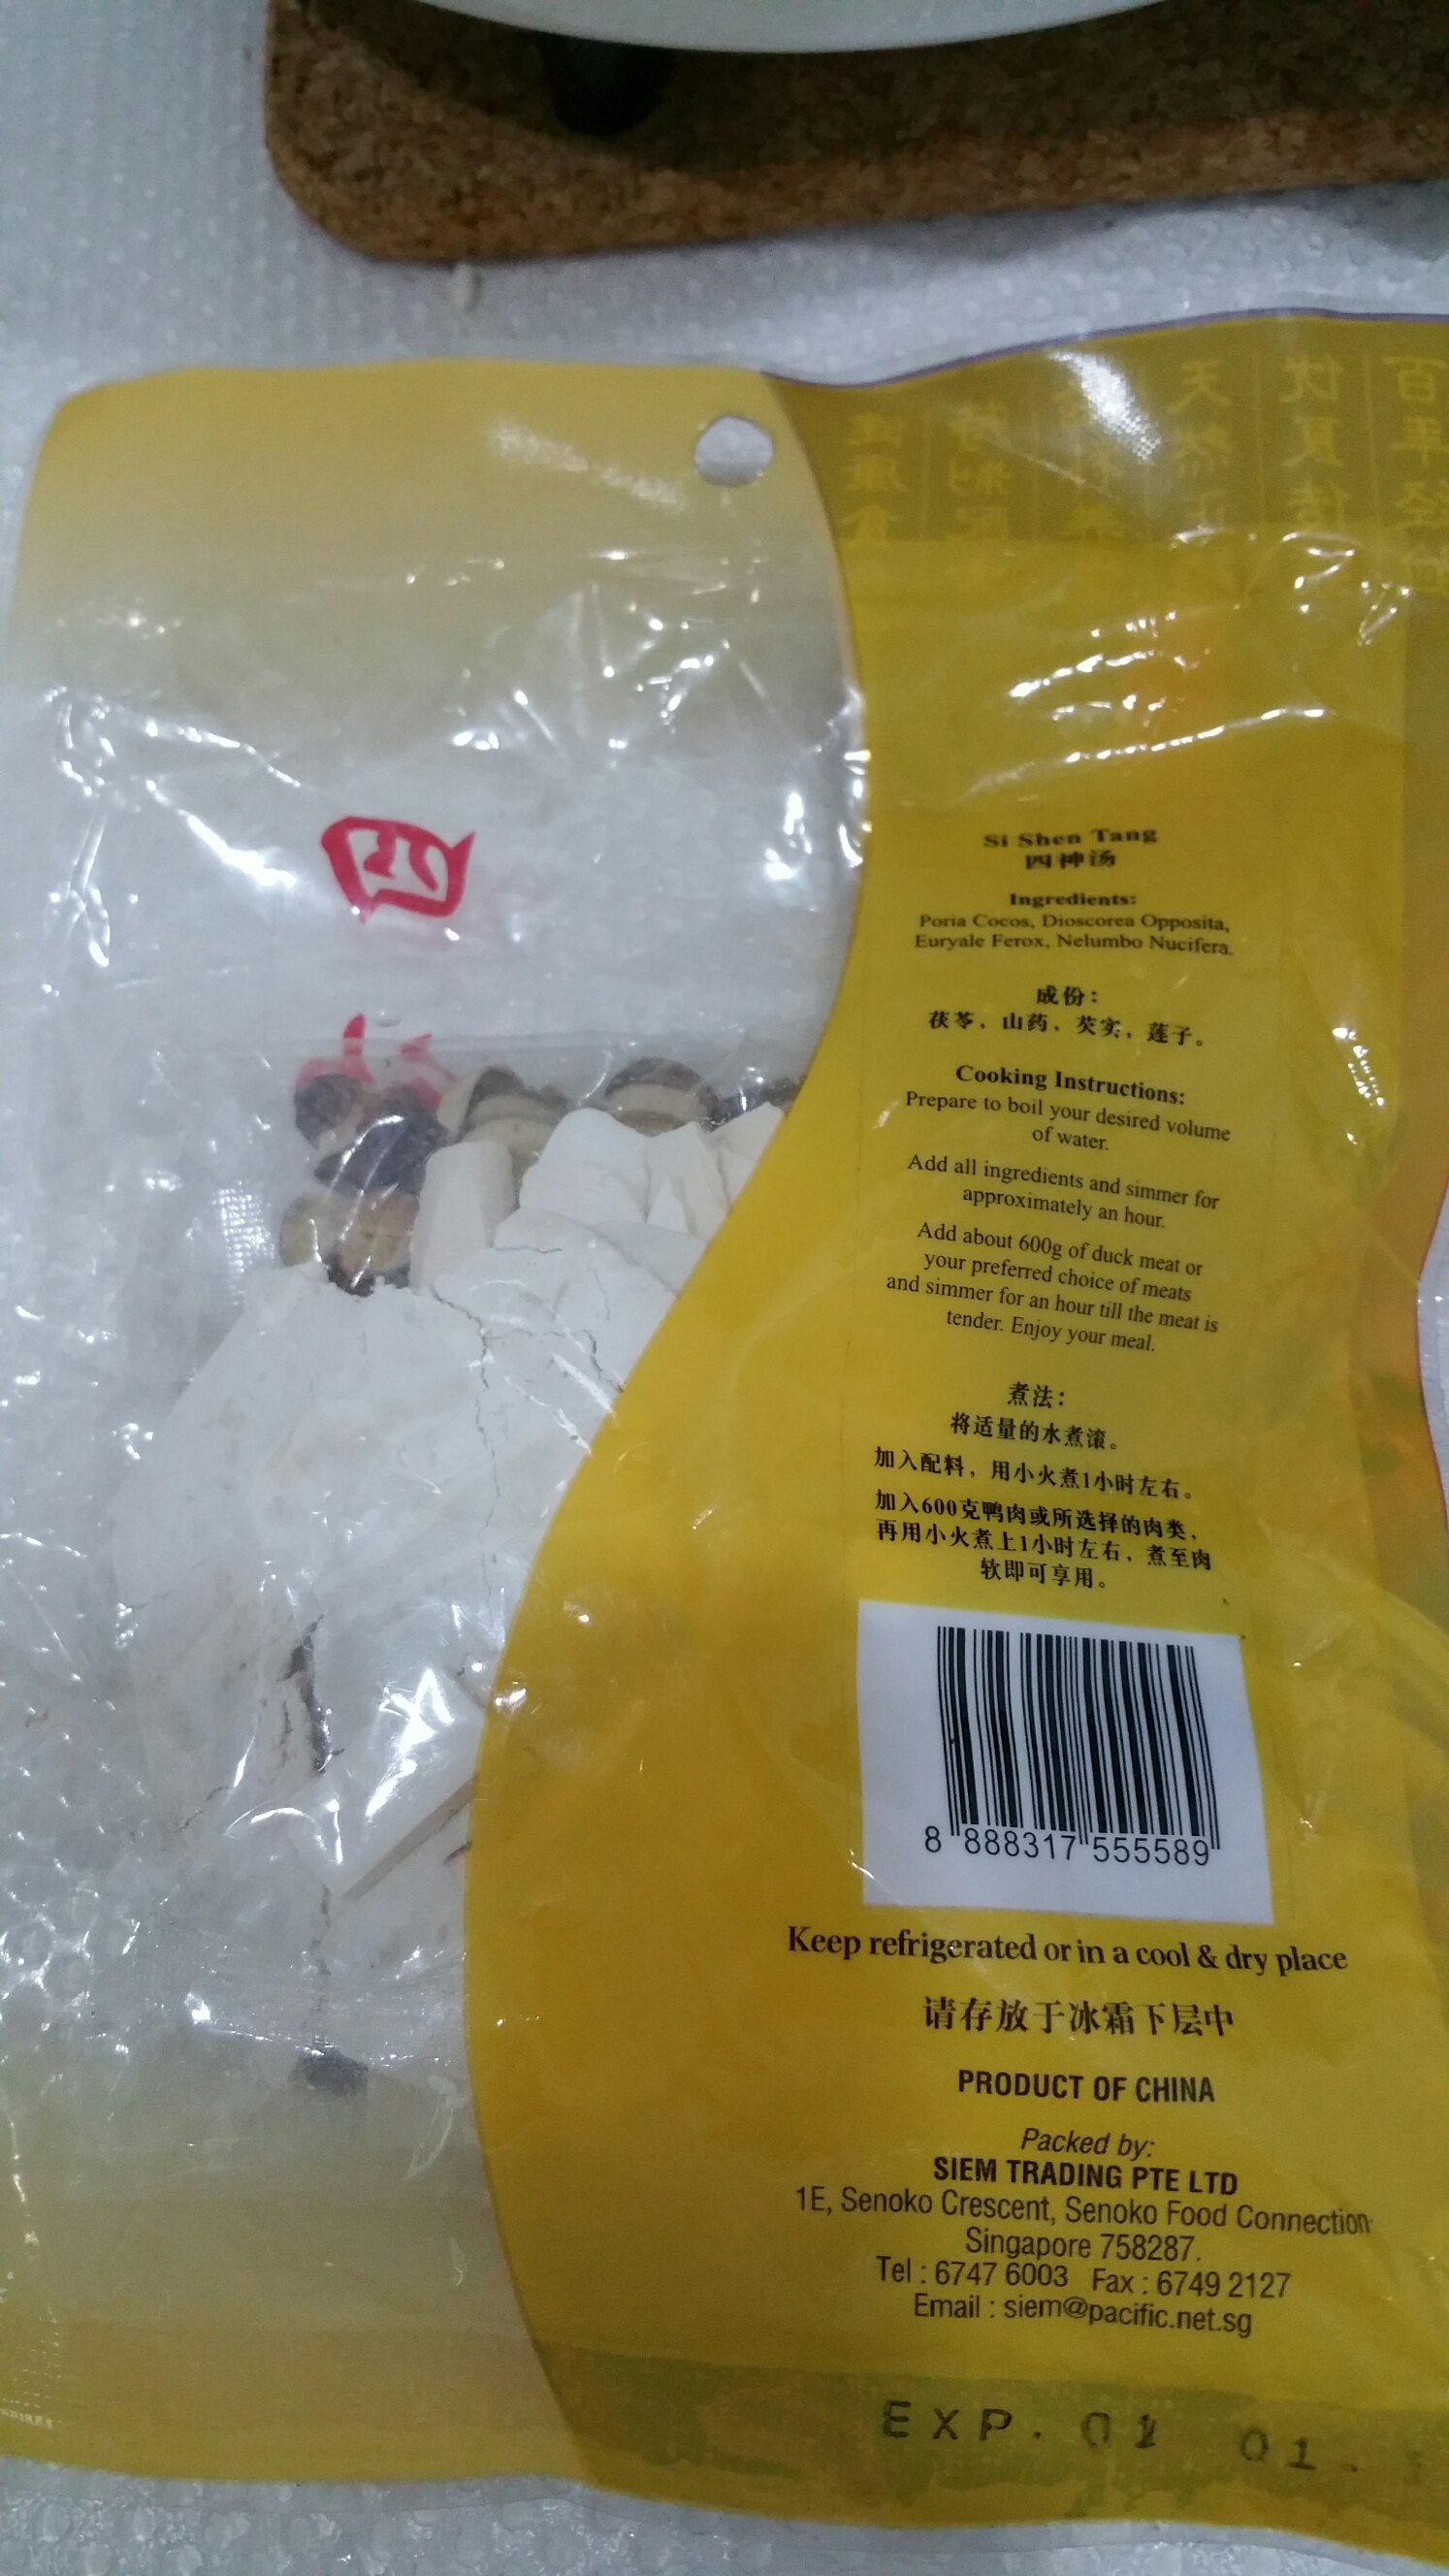 四
Si Shen Tang
四神汤
Ingredients:
Poria Cocos, Dioscorea Opposita,
Euryale Ferox, Nelumbo Nucifera.
成份：
茯苓，山药，芡实，莲子。
Cooking Instructions:
Prepare to boil your desired volume
of water.
Add all ingredients and simmer for
approximately an hour.
Add about 600g of duck meat or
your preferred choice of meats
and simmer for an hour till the meat is
tender. Enjoy your meal.
煮法：
将适量的水煮滚。
加入配料，用小火煮1小时左右。
加入600克鸭肉或所选择的肉类，
再用小火煮上1小时左右，煮至肉
软即可享用。
8 888317 555589
Keep refrigerated or in a cool & dry place
请存放于冰霜下层中
PRODUCT OF CHINA
Packed by:
SIEM TRADING PTE LTD
1E, Senoko Crescent, Senoko Food Connection
Singapore 758287.
Tel : 6747 6003 Fax : 6749 2127
Email : siem@pacific.net.sg
EXP. 01.